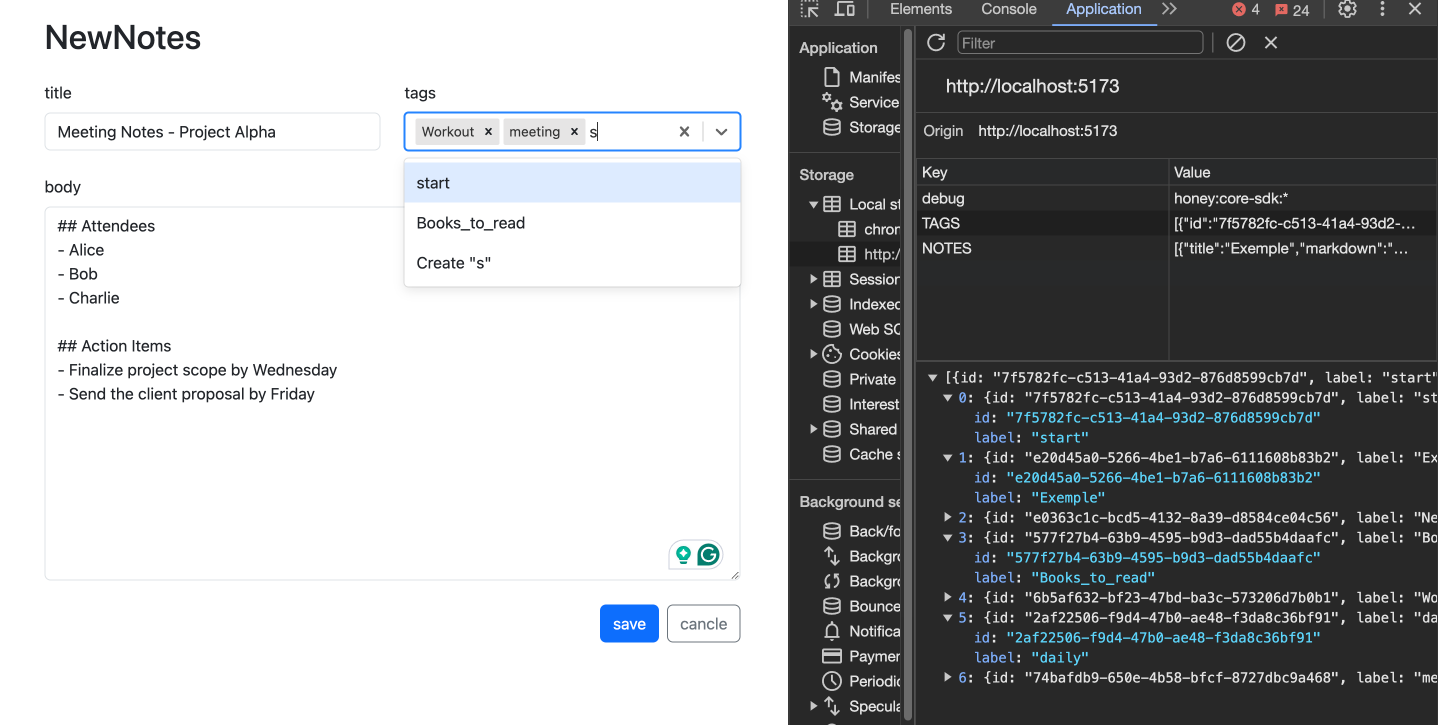 NewNotes
title
tags
Meeting Notes - Project Alpha
Workout × meeting × s
start
Books_to_read
Create "s"
body
## Attendees
- Alice
- Bob
- Charlie
## Action Items
- Finalize project scope by Wednesday
- Send the client proposal by Friday
save cancle
Elements Console Application 4 24
Application
Manifes
Service
Storage
Storage
Local st
chrom
http:/
Session
Indexed
Web SQ
Cookies
Private
Interest
Shared
Cache s
Background se
Back/fo
Backgro
Backgro
Bounce
Notifica
Paymen
Periodic
Specula
Filter
http://localhost:5173
Origin http://localhost:5173
Key Value
debug honey:core-sdk:*
TAGS [{"id":"7f5782fc-c513-41a4-93d2-...
NOTES [{"title":"Exemple","markdown":"...
[{id: "7f5782fc-c513-41a4-93d2-876d8599cb7d", label: "start"
0: {id: "7f5782fc-c513-41a4-93d2-876d8599cb7d", label: "st
id: "7f5782fc-c513-41a4-93d2-876d8599cb7d"
label: "start"
1: {id: "e20d45a0-5266-4be1-b7a6-6111608b83b2", label: "Ex
id: "e20d45a0-5266-4be1-b7a6-6111608b83b2"
label: "Exemple"
2: {id: "e0363c1c-bcd5-4132-8a39-d8584ce04c56", label: "Ne
3: {id: "577f27b4-63b9-4595-b9d3-dad55b4daafc", label: "Bo
id: "577f27b4-63b9-4595-b9d3-dad55b4daafc"
label: "Books_to_read"
4: {id: "6b5af632-bf23-47bd-ba3c-573206d7b0b1", label: "Wo
5: {id: "2af22506-f9d4-47b0-ae48-f3da8c36bf91", label: "da
id: "2af22506-f9d4-47b0-ae48-f3da8c36bf91"
label: "daily"
6: {id: "74bafdb9-650e-4b58-bfcf-8727dbc9a468", label: "me